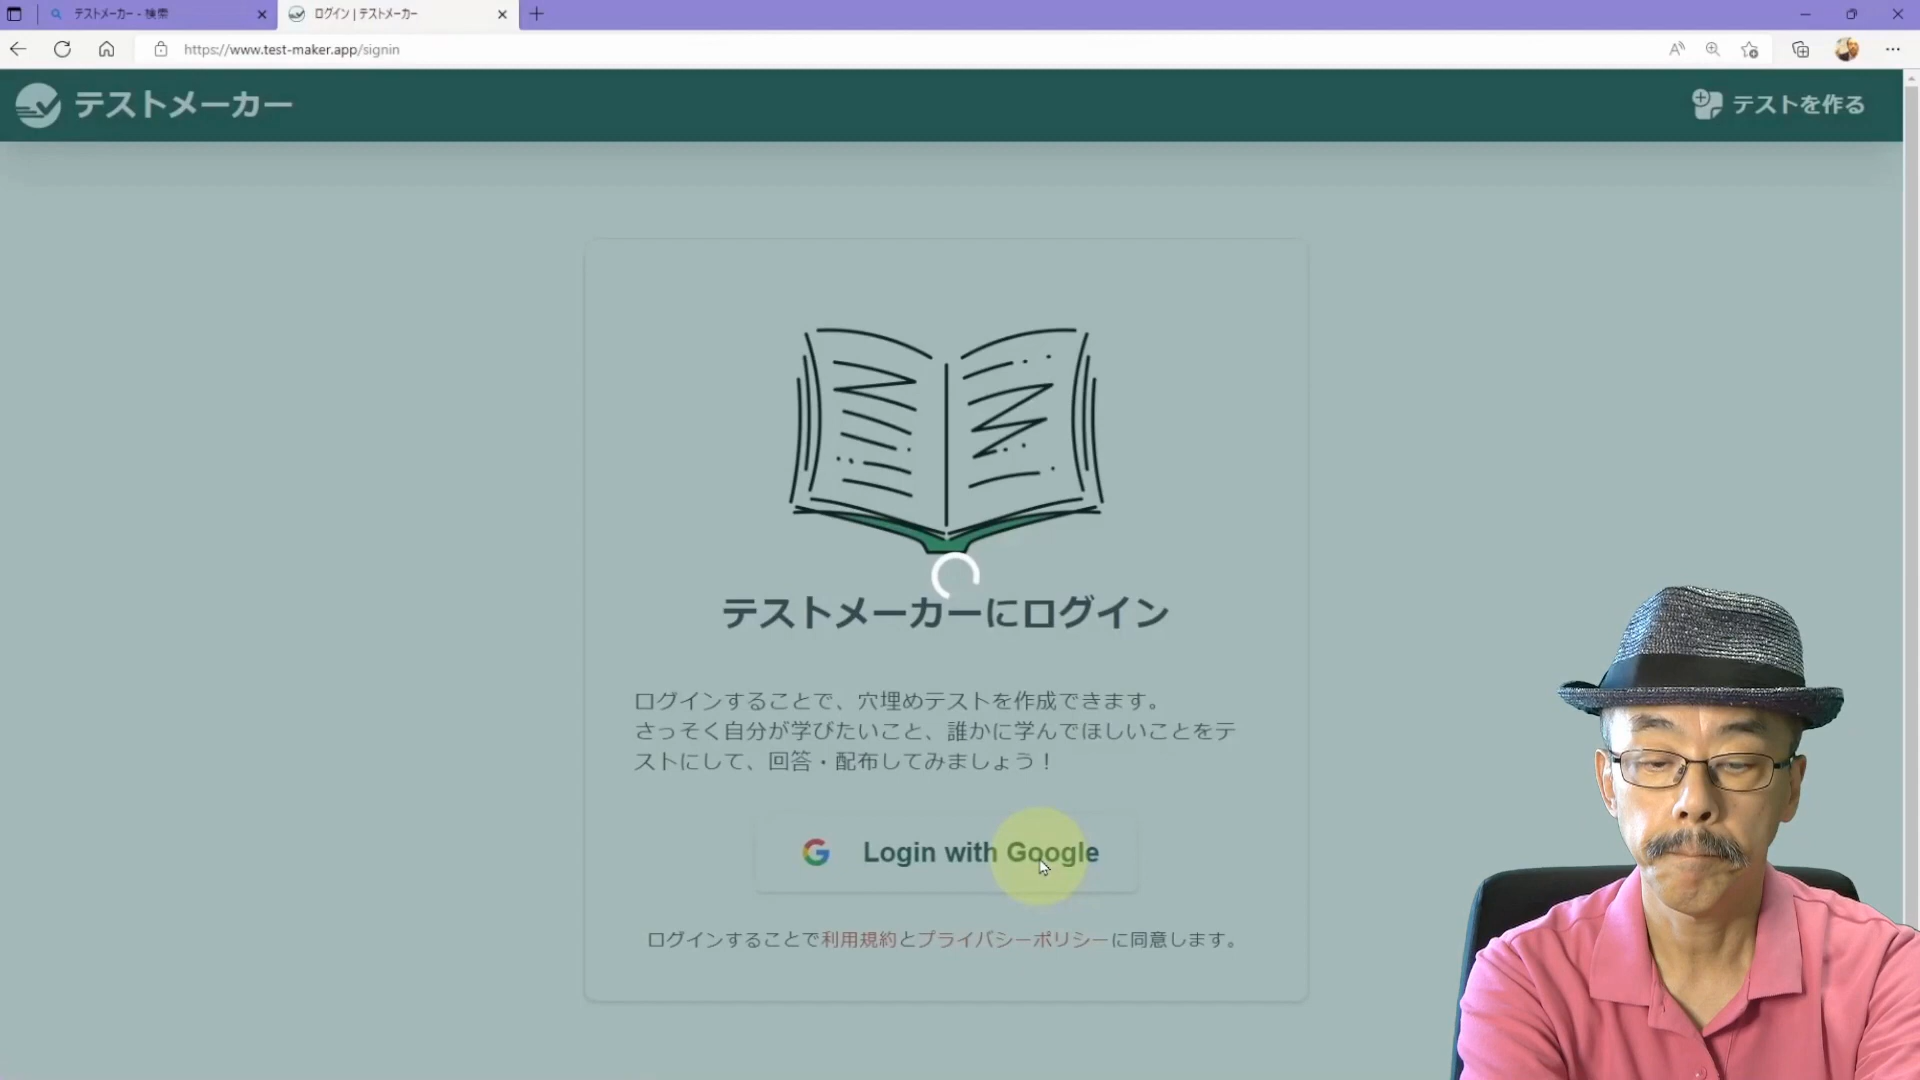 テストメーカー - 検索
ログイン | テストメーカー
https://www.test-maker.app/signin
テストメーカー
テストを作る
テストメーカーにログイン
ログインすることで、穴埋めテストを作成できます。
さっそく自分が学びたいこと、誰かに学んでほしいことをテ
ストにして、回答・配布してみましょう！
Login with Google
ログインすることで利用規約とプライバシーポリシーに同意します。